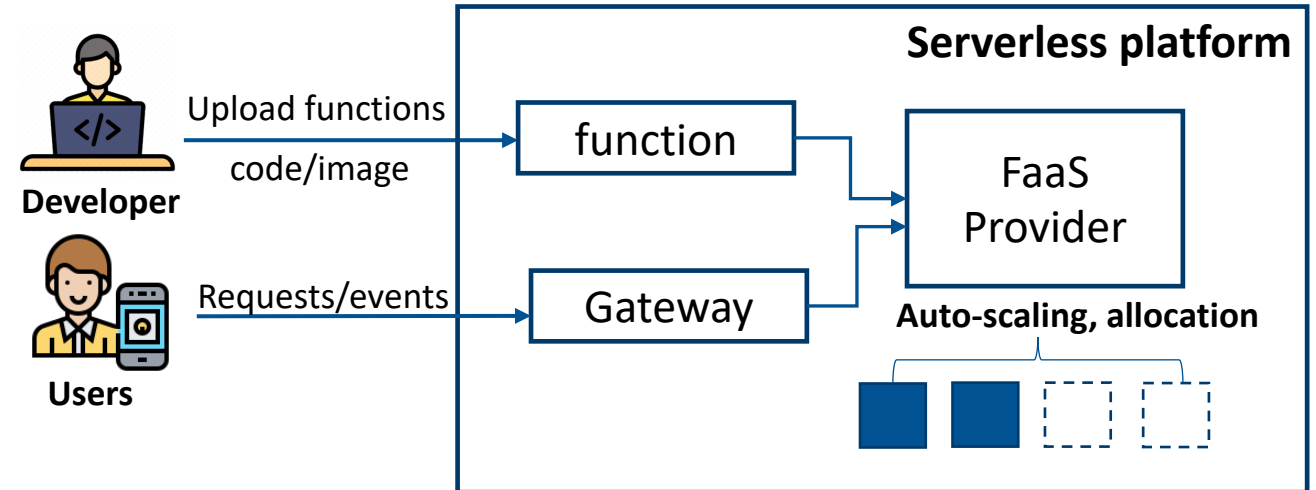 Serverless platform
Upload functions
code/image
Developer
function
FaaS
Provider
Requests/events
Gateway
Users
Auto-scaling, allocation